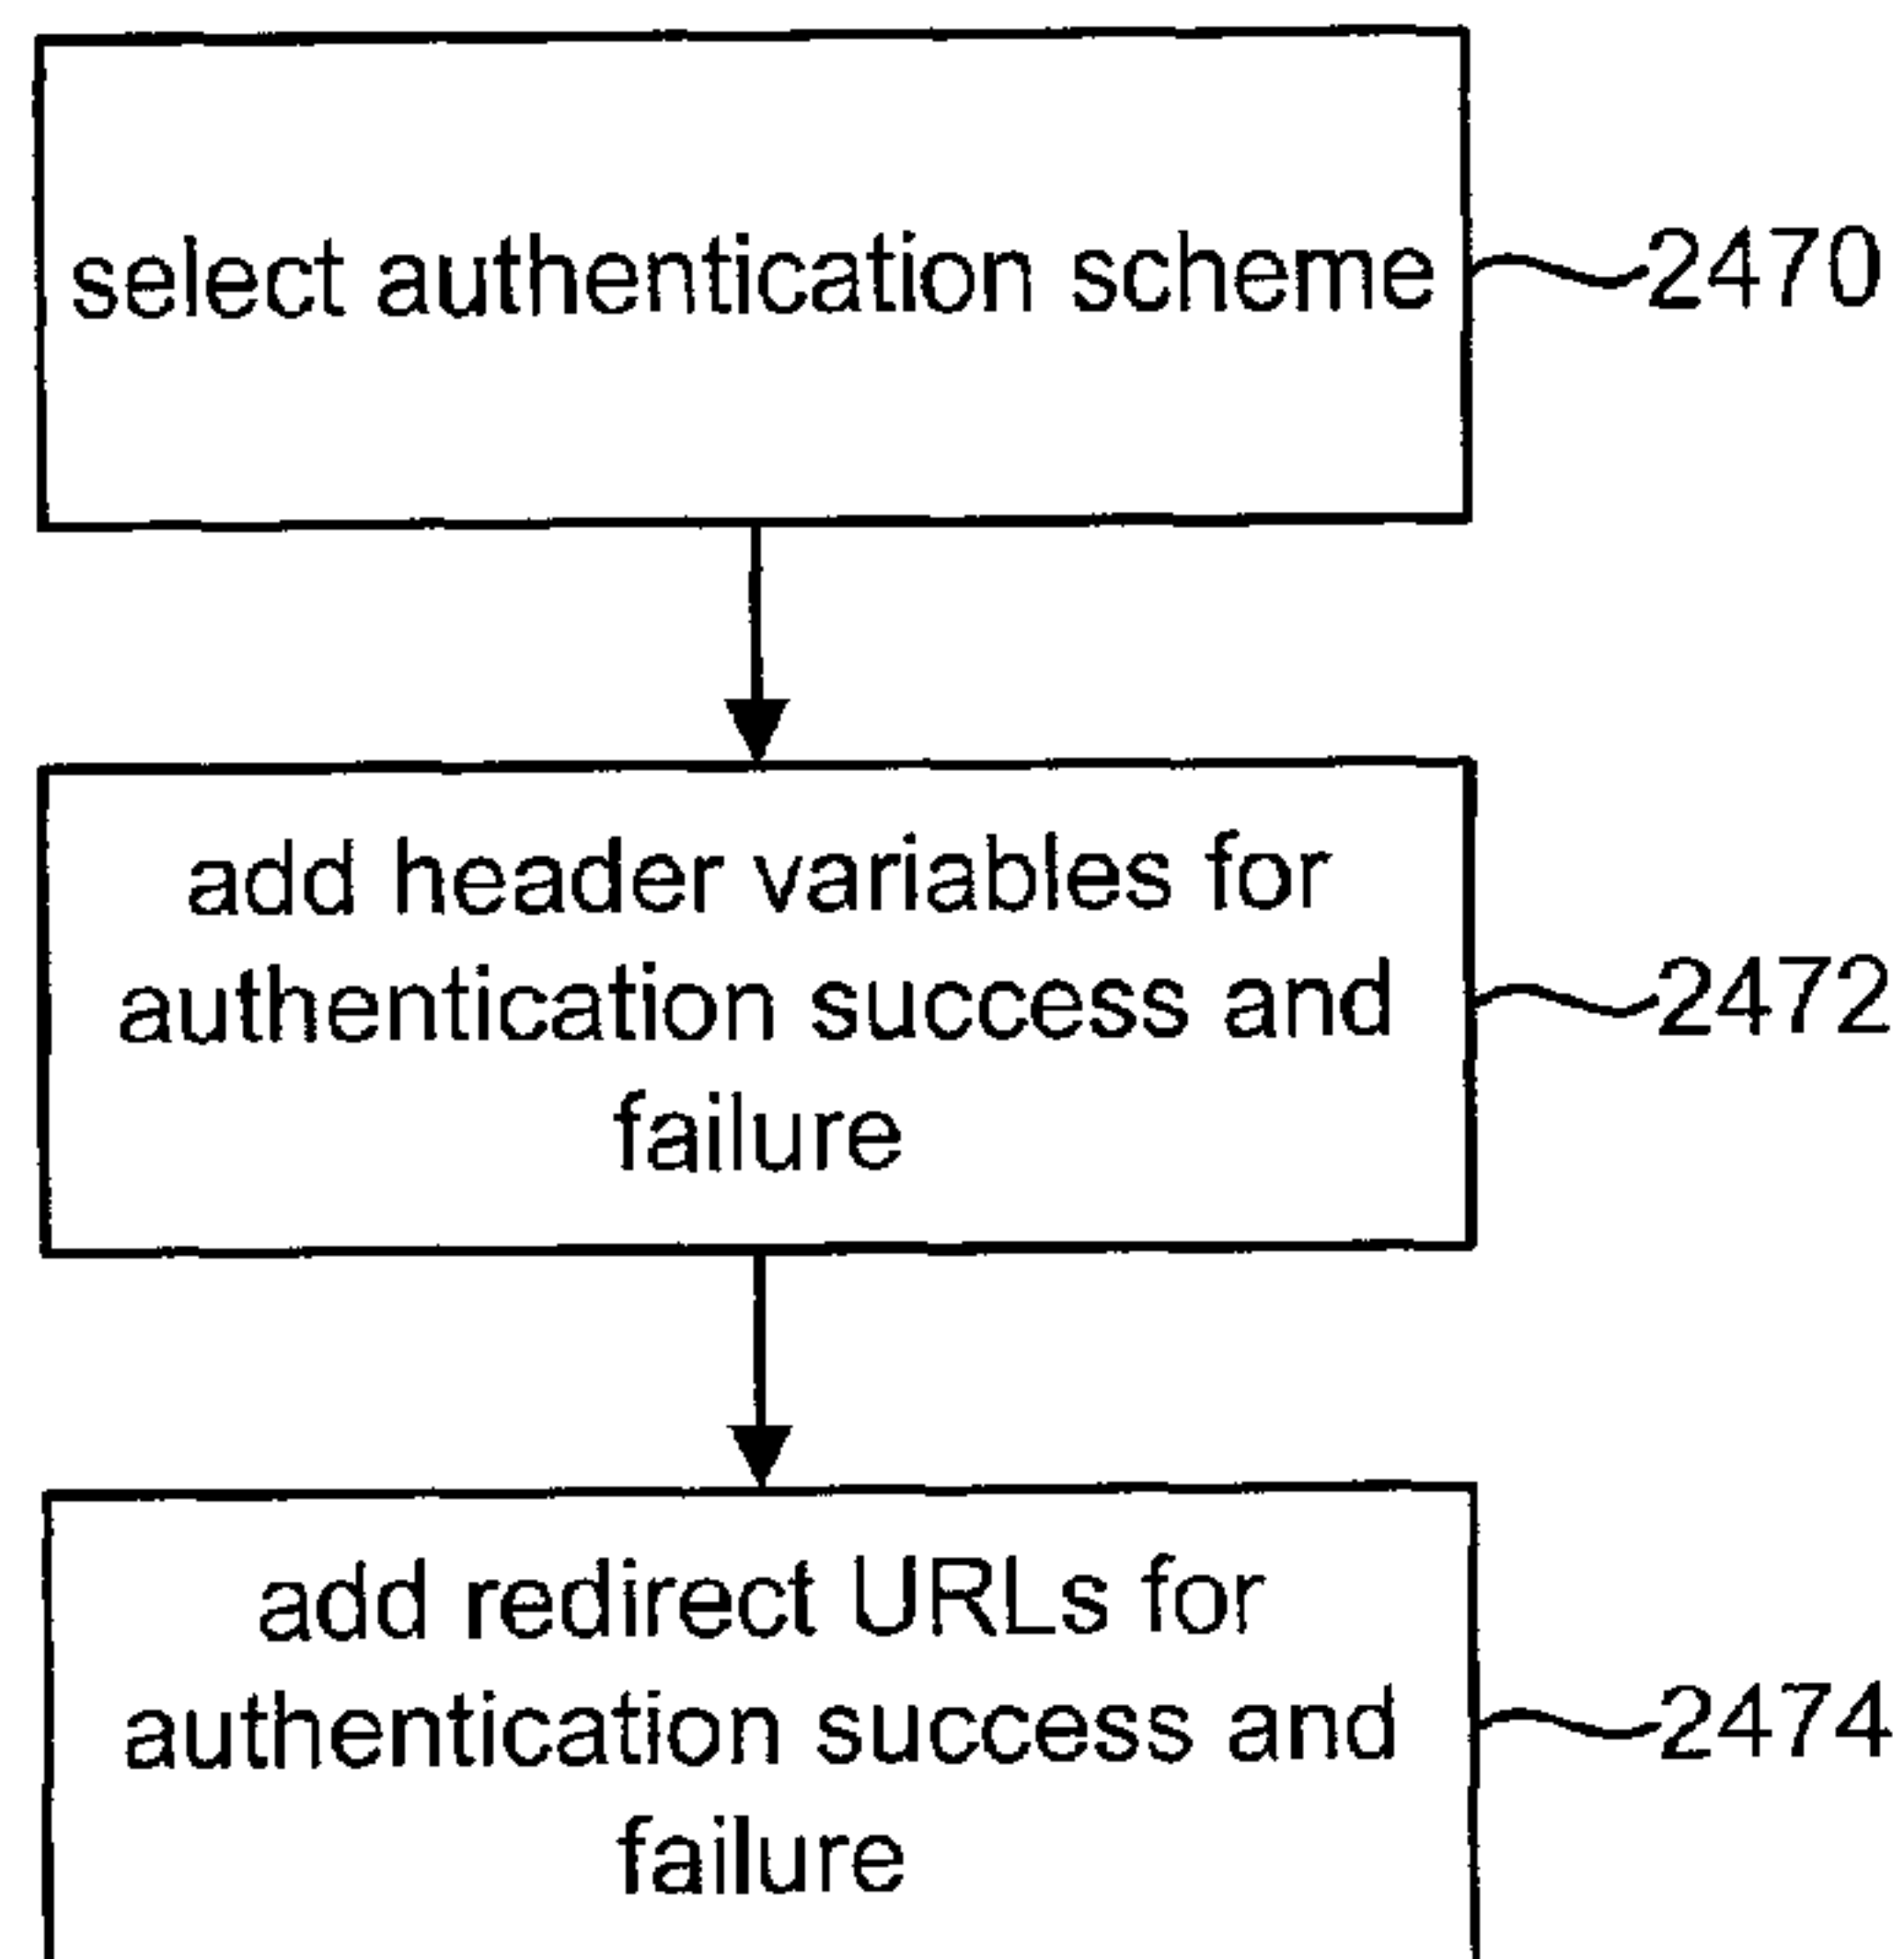 select authentication scheme
2470
add header variables for
authentication success and
failure
2472
add redirect URLs for
authentication success and
failure
2474